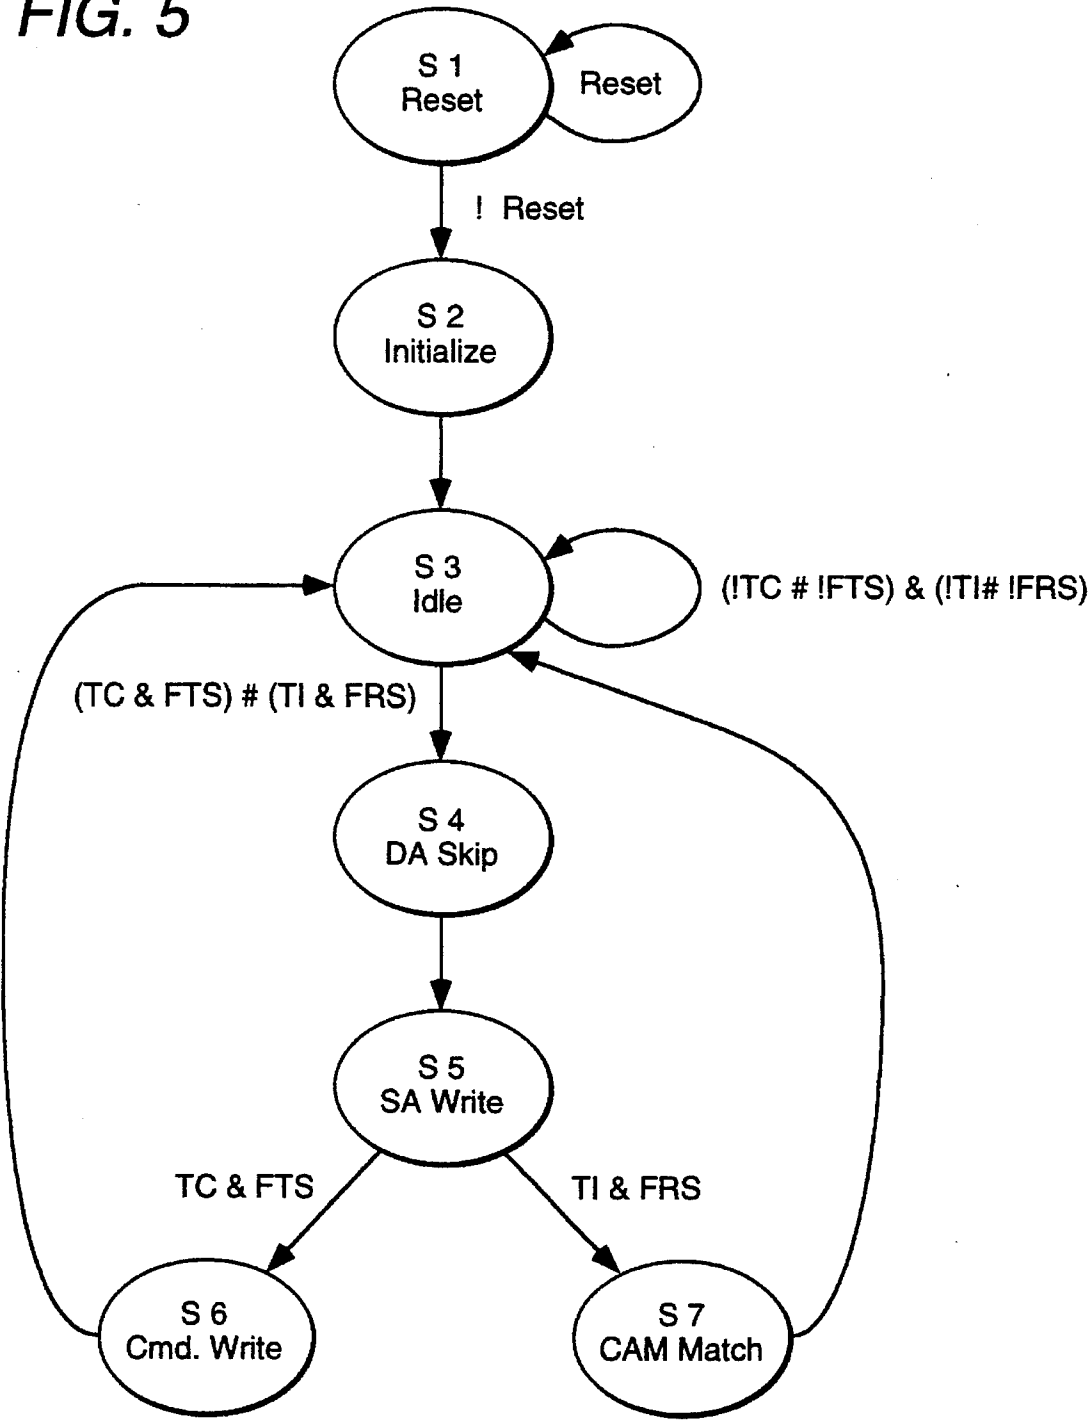 FIG. 5
S 1
Reset
Reset
! Reset
S 2
Initialize
S 3
Idle
(!TC # !FTS) & (!TI# !FRS)
(TC & FTS) # (TI & FRS)
S 4
DA Skip
S 5
SA Write
TC & FTS
TI & FRS
S 6
Cmd. Write
S 7
CAM Match